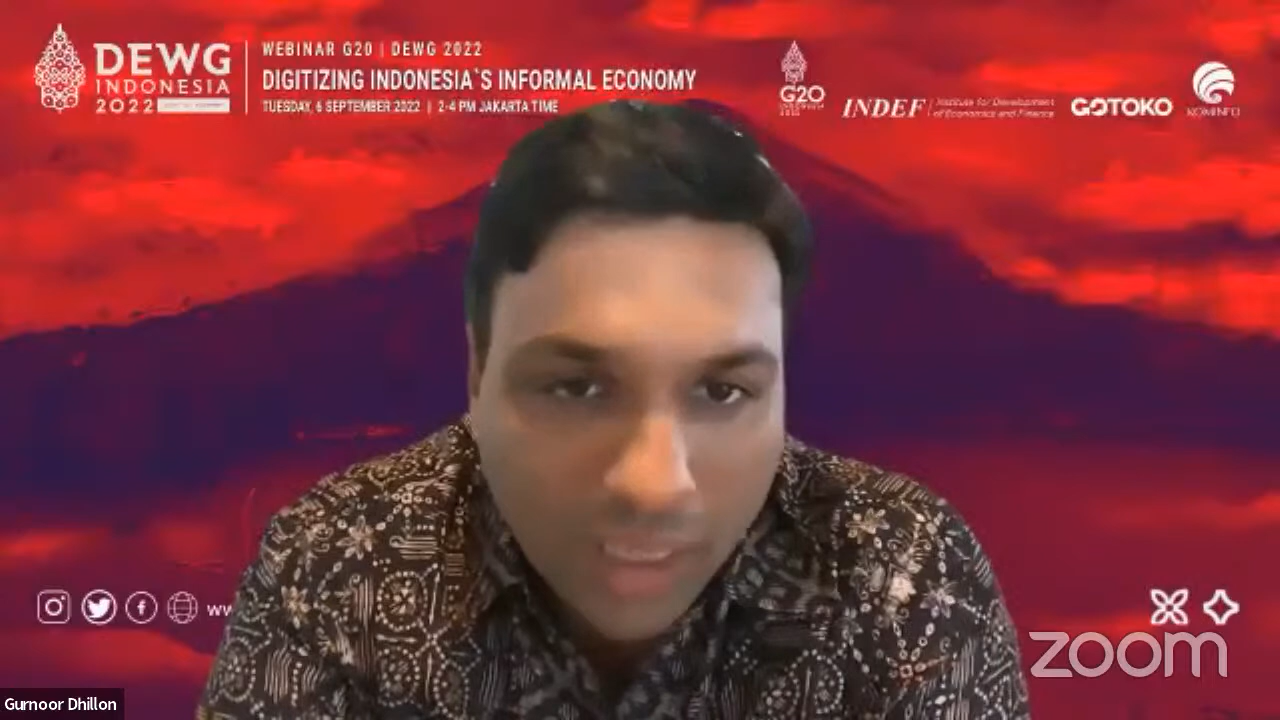 DEWG
INDONESIA
2022
WEBINAR G20 | DEWG 2022
DIGITIZING INDONESIA`S INFORMAL ECONOMY
TUESDAY, 6 SEPTEMBER 2022 | 2-4 PM JAKARTA TIME
G20
INDEF
Institute for Development
of Economics and Finance
GOTOKO
KOMINFO
ww
zoom
Gurnoor Dhillon